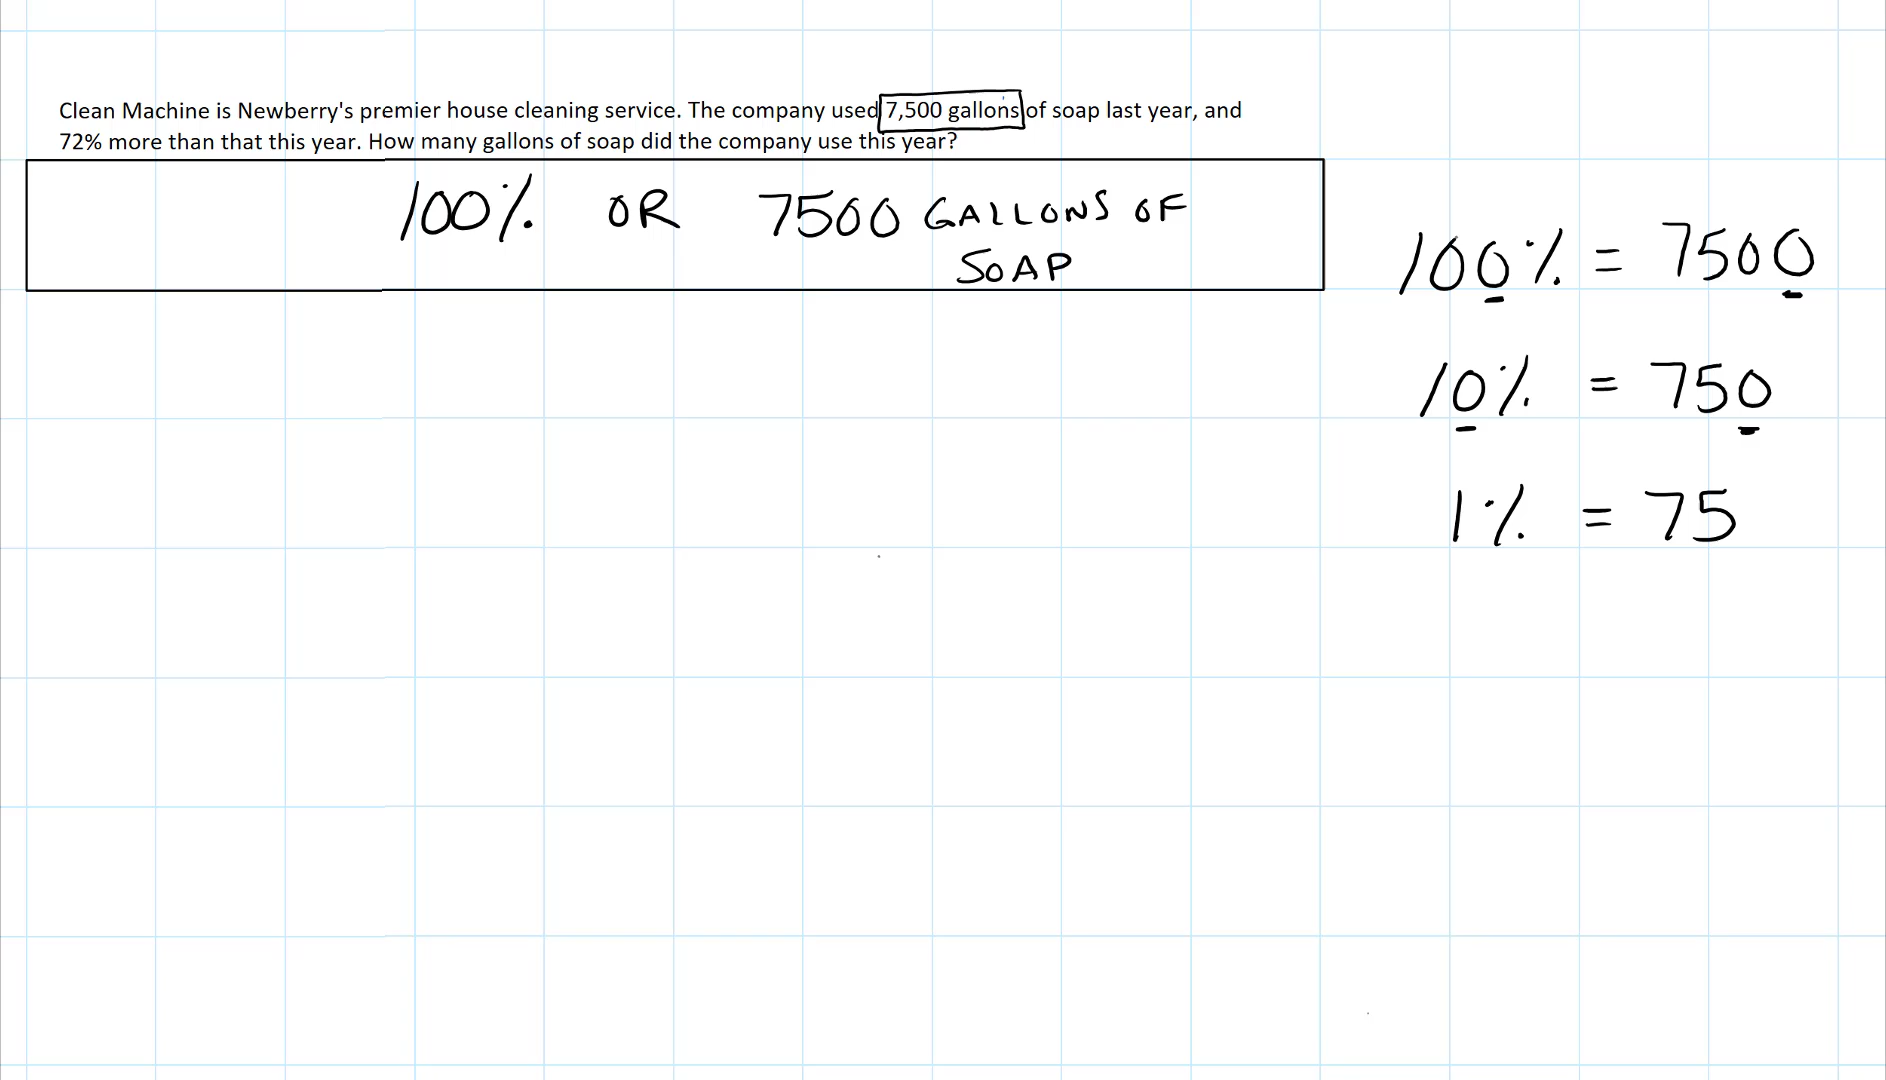 Clean Machine is Newberry's premier house cleaning service. The company used 7,500 gallons of soap last year, and
72% more than that this year. How many gallons of soap did the company use this year?
100% OR 7500 GALLONS OF
SOAP
100% = 7500
10% = 750
1% = 75